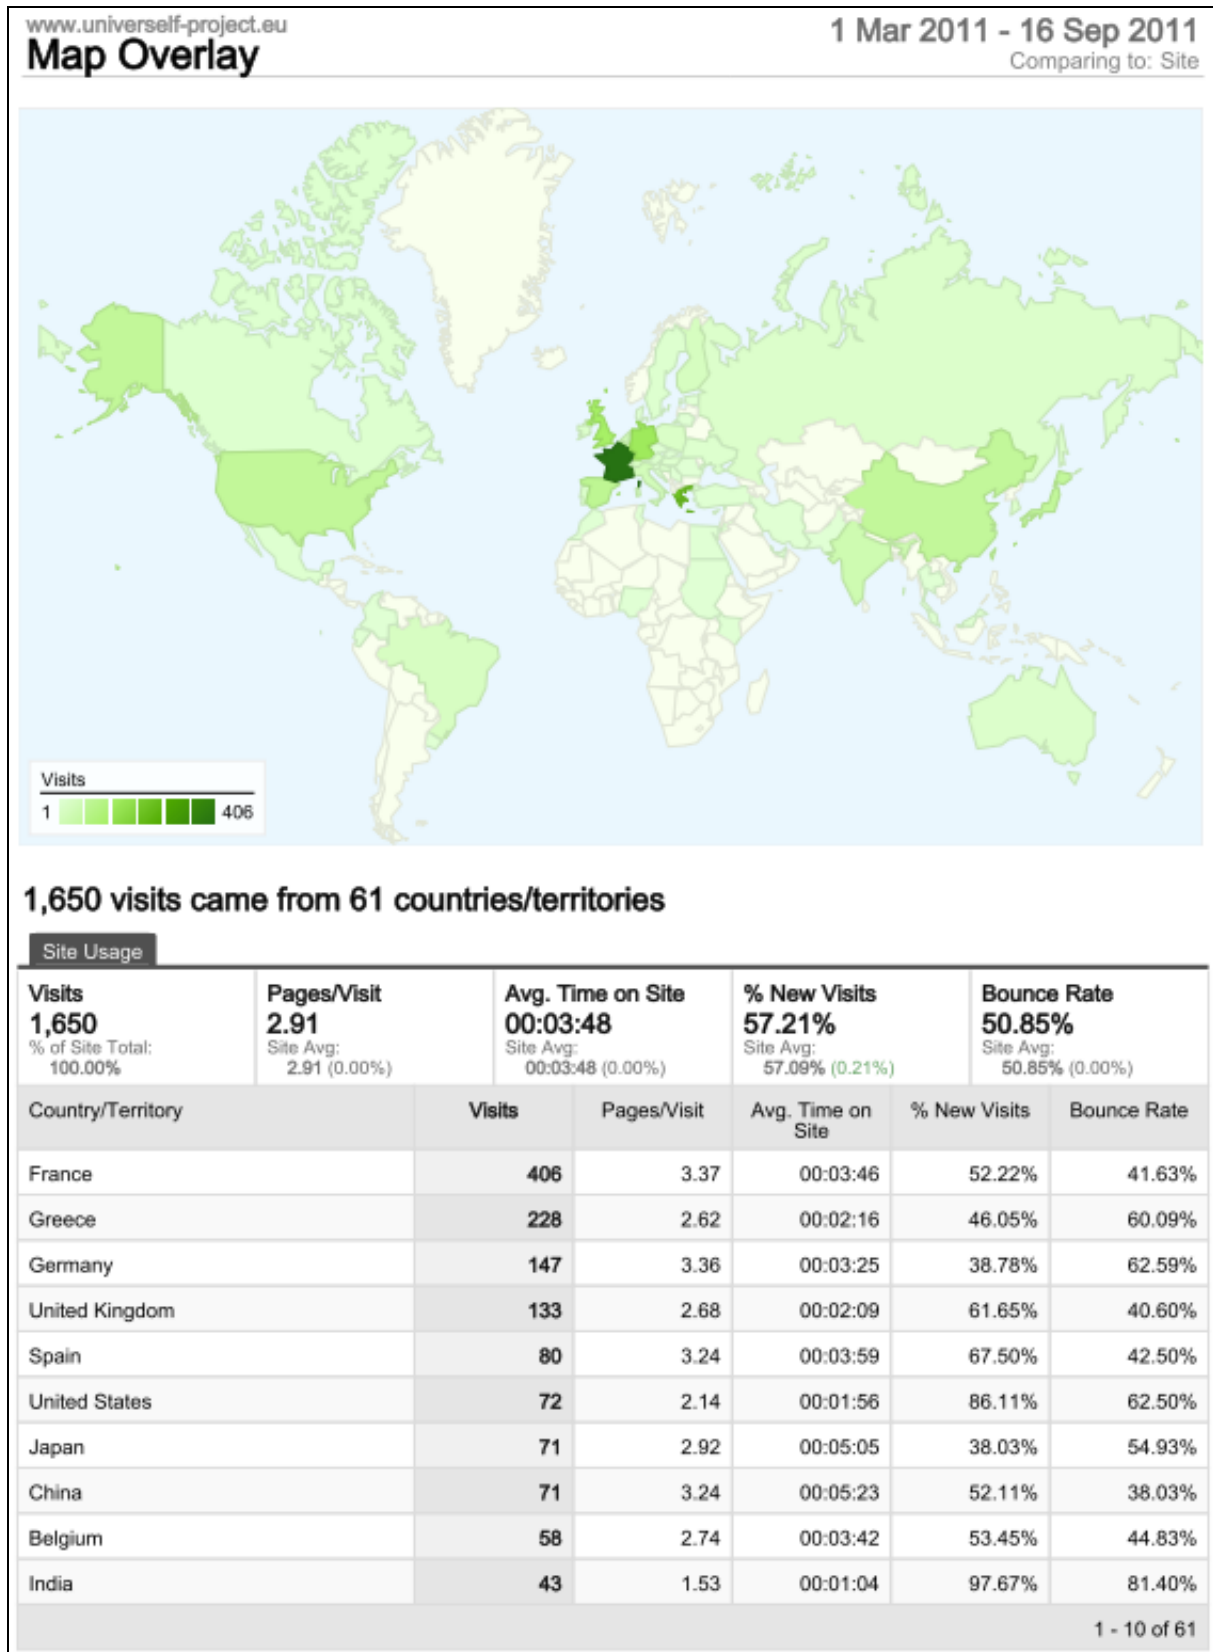 www.univerself-project.eu
Map Overlay
1 Mar 2011 - 16 Sep 2011
Comparing to: Site
Visits
1 406
1,650 visits came from 61 countries/territories
Site Usage
Visits Pages/Visit Avg. Time on Site % New Visits Bounce Rate
1,650 2.91 00:03:48 57.21% 50.85%
% of Site Total: Site Avg: Site Avg: Site Avg: Site Avg:
100.00% 2.91 (0.00%) 00:03:48 (0.00%) 57.09% (0.21%) 50.85% (0.00%)
Country/Territory Visits Pages/Visit Avg. Time on Site % New Visits Bounce Rate
France 406 3.37 00:03:46 52.22% 41.63%
Greece 228 2.62 00:02:16 46.05% 60.09%
Germany 147 3.36 00:03:25 38.78% 62.59%
United Kingdom 133 2.68 00:02:09 61.65% 40.60%
Spain 80 3.24 00:03:59 67.50% 42.50%
United States 72 2.14 00:01:56 86.11% 62.50%
Japan 71 2.92 00:05:05 38.03% 54.93%
China 71 3.24 00:05:23 52.11% 38.03%
Belgium 58 2.74 00:03:42 53.45% 44.83%
India 43 1.53 00:01:04 97.67% 81.40%
1 - 10 of 61